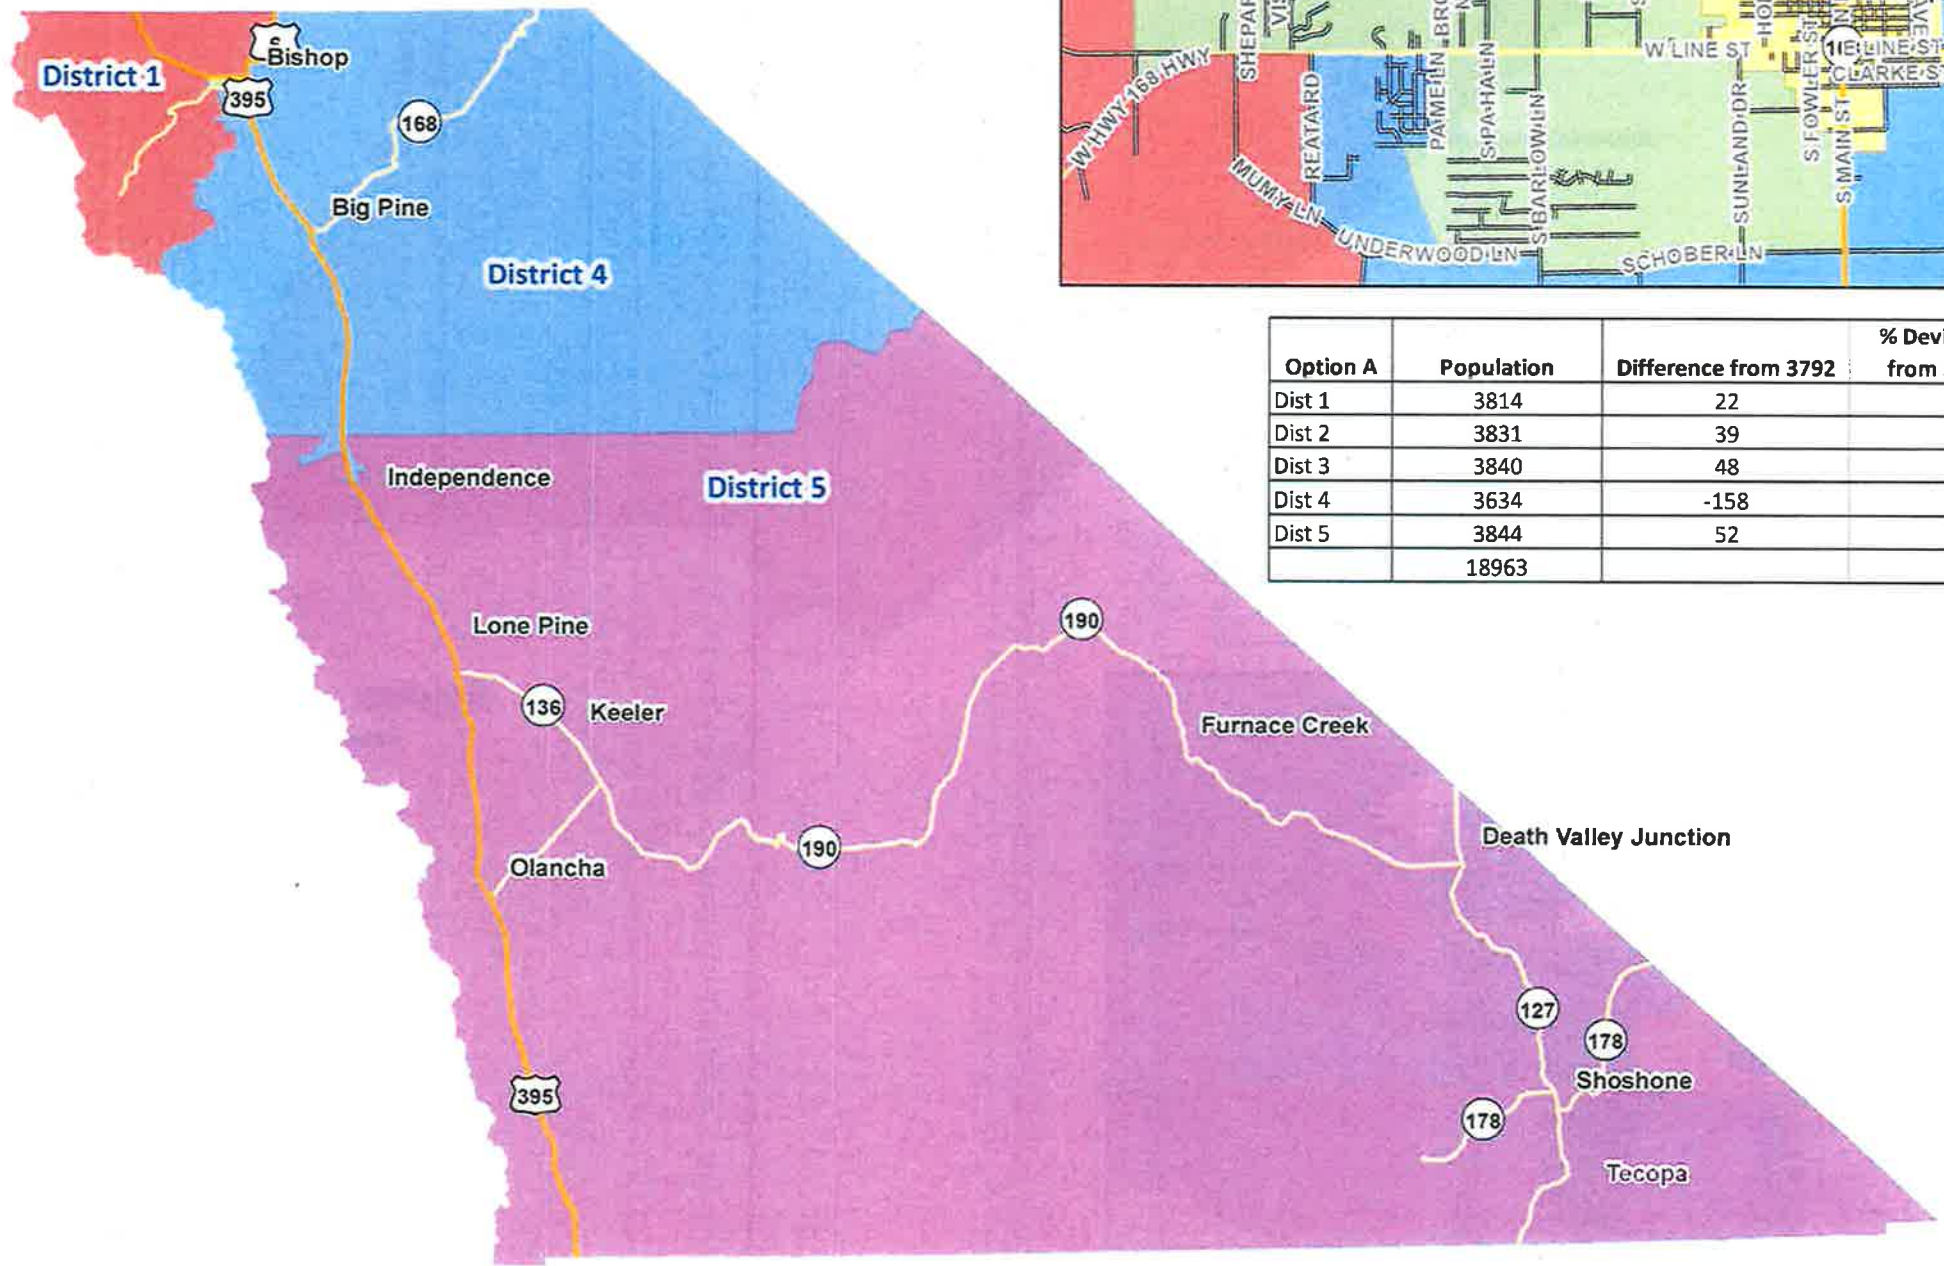 District 1
6
Bishop
395
168
Big Pine
District 4
Independence
District 5
Lone Pine
136
Keeler
190
Furnace Creek
190
Olancha
Death Valley Junction
127
178
Shoshone
178
Tecopa
395
W HWY 168 HWY
REATA RD
PA ME LN
S PA HA LN
S BARLOW LN
W LINE ST
SUNLAND DR
S FOWLER ST
S MAIN ST
E LINE ST
MUMY LN
UNDERWOOD LN
SCHOBER LN
Option A Population Difference from 3792 % Devi
from
Dist 1 3814 22
Dist 2 3831 39
Dist 3 3840 48
Dist 4 3634 -158
Dist 5 3844 52
18963